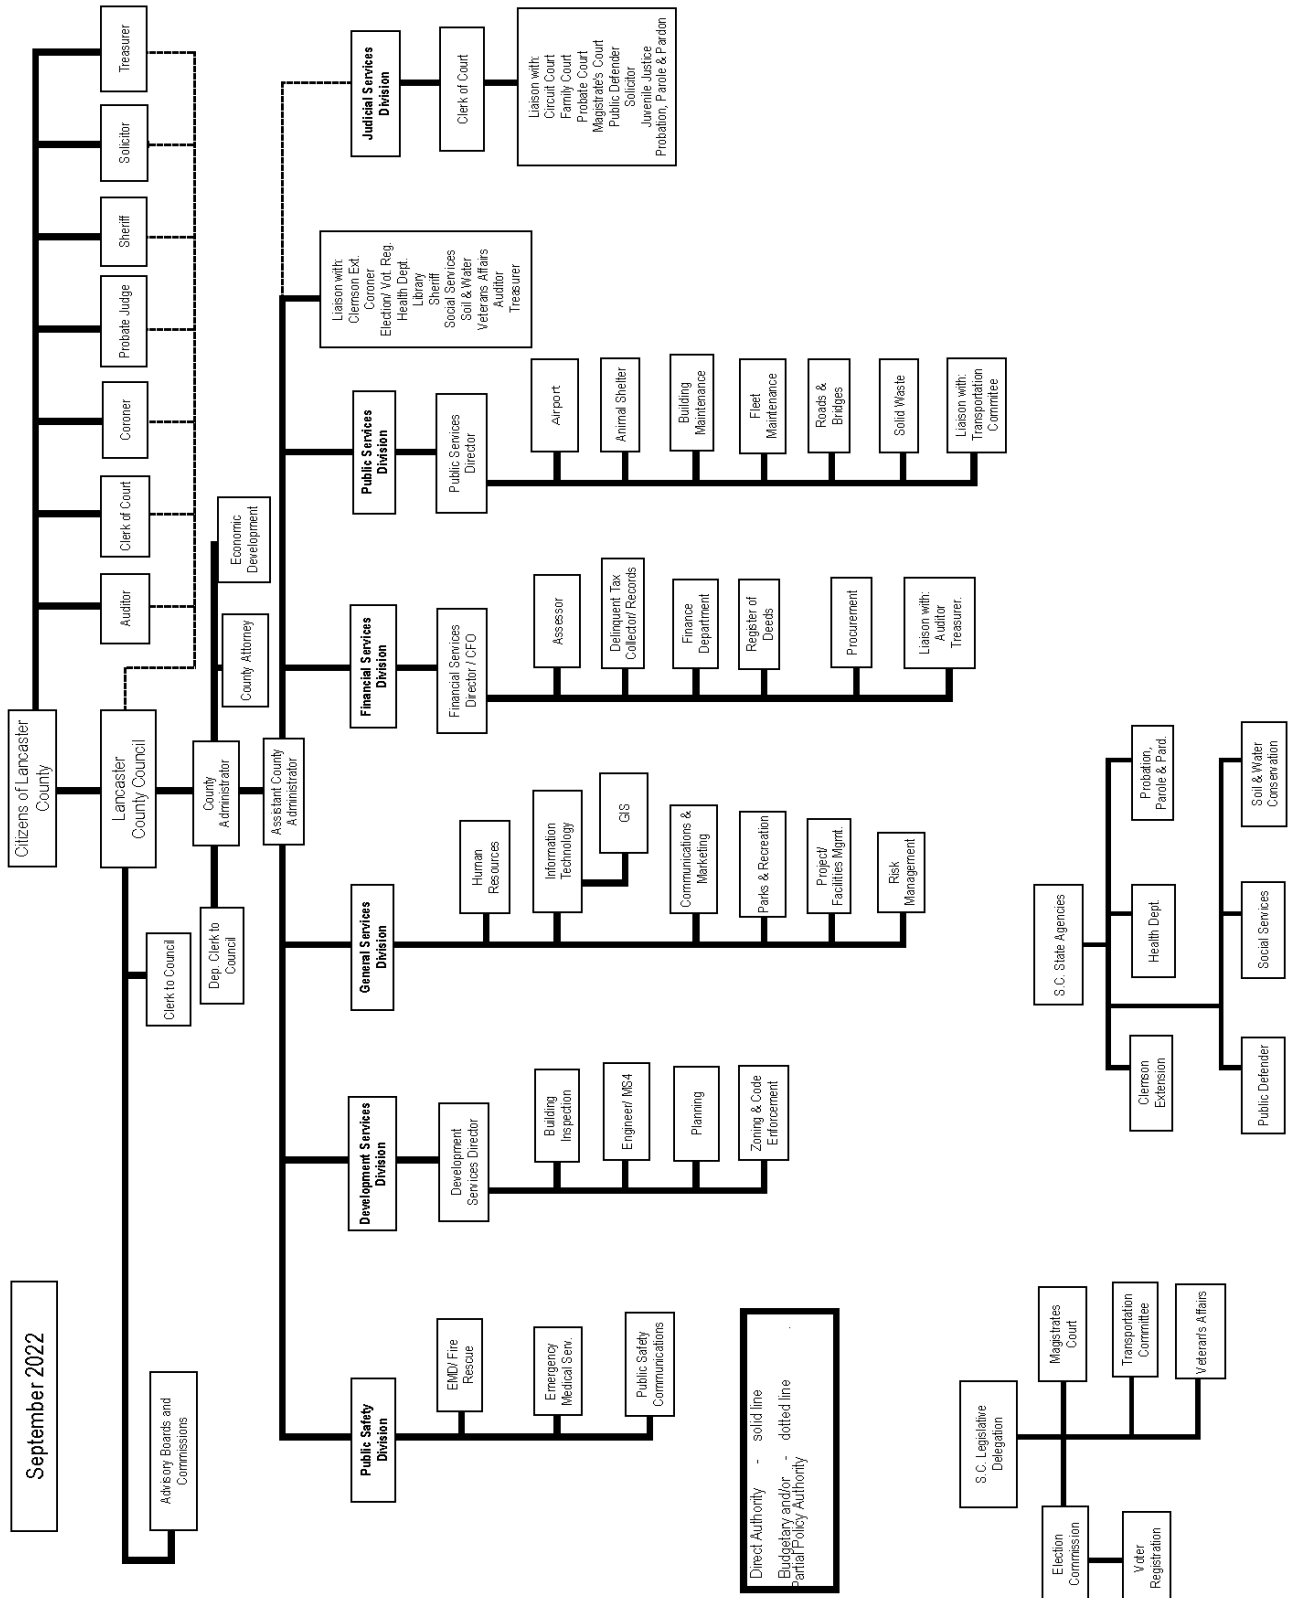 September 2022
Citizens of Lancaster
County
Auditor
Clerk of Court
Coroner
Probate Judge
Sheriff
Solicitor
Treasurer
Lancaster
County Council
Advisory Boards and
Commissions
Clerk to Council
County
Administrator
Dep. Clerk to
Council
County Attorney
Economic
Development
Assistant County
Administrator
Public Safety
Division
EMD/ Fire
Rescue
Emergency
Medical Serv.
Public Safety
Communications
Development Services
Division
Development
Services Director
Building
Inspection
Engineer/ MS4
Planning
Zoning & Code
Enforcement
General Services
Division
Human
Resources
Information
Technology
GIS
Communications &
Marketing
Parks & Recreation
Project/
Facilities Mgmt.
Risk
Management
Financial Services
Division
Financial Services
Director / CFO
Assessor
Delinquent Tax
Collector/ Records
Finance
Department
Register of
Deeds
Procurement
Liaison with:
Auditor
Treasurer.
Public Services
Division
Public Services
Director
Airport
Animal Shelter
Building
Maintenance
Fleet
Maintenance
Roads &
Bridges
Solid Waste
Liaison with:
Transportation
Commitee
Liaison with:
Clemson Ext.
Coroner
Election/ Vot. Reg.
Health Dept.
Library
Sheriff
Social Services
Soil & Water
Veterans Affairs
Auditor
Treasurer
Judicial Services
Division
Clerk of Court
Liaison with:
Circuit Court
Family Court
Probate Court
Magistrate's Court
Public Defender
Solicitor
Juvenile Justice
Probation, Parole & Pardon
Direct Authority - solid line
Budgetary and/or - dotted line
Partial Policy Authority
S.C. Legislative
Delegation
Election
Commission
Voter
Registration
Magistrates
Court
Transportation
Committee
Veteran's Affairs
S.C. State Agencies
Clemson
Extension
Health Dept.
Probation,
Parole & Pard.
Public Defender
Social Services
Soil & Water
Conservation